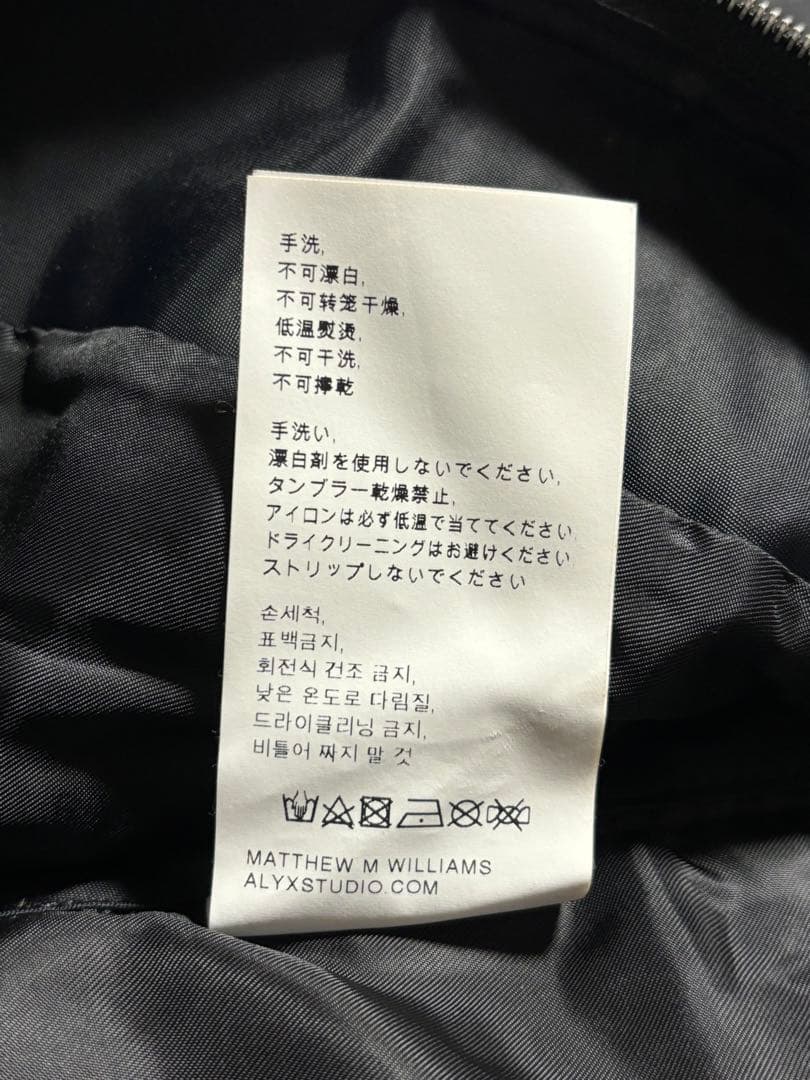 手洗,
不可漂白,
不可转笼干燥,
低温熨烫,
不可干洗,
不可擰乾
手洗い,
漂白剤を使用しないでください,
タンブラー乾燥禁止,
アイロンは必ず低温で当ててください
ドライクリーニングはお避けください
ストリップしないでください
손세척,
표백금지,
회전식 건조 금지,
낮은 온도로 다림질,
드라이클리닝 금지,
비틀어 짜지 말 것
MATTHEW M WILLIAMS
ALYXSTUDIO.COM